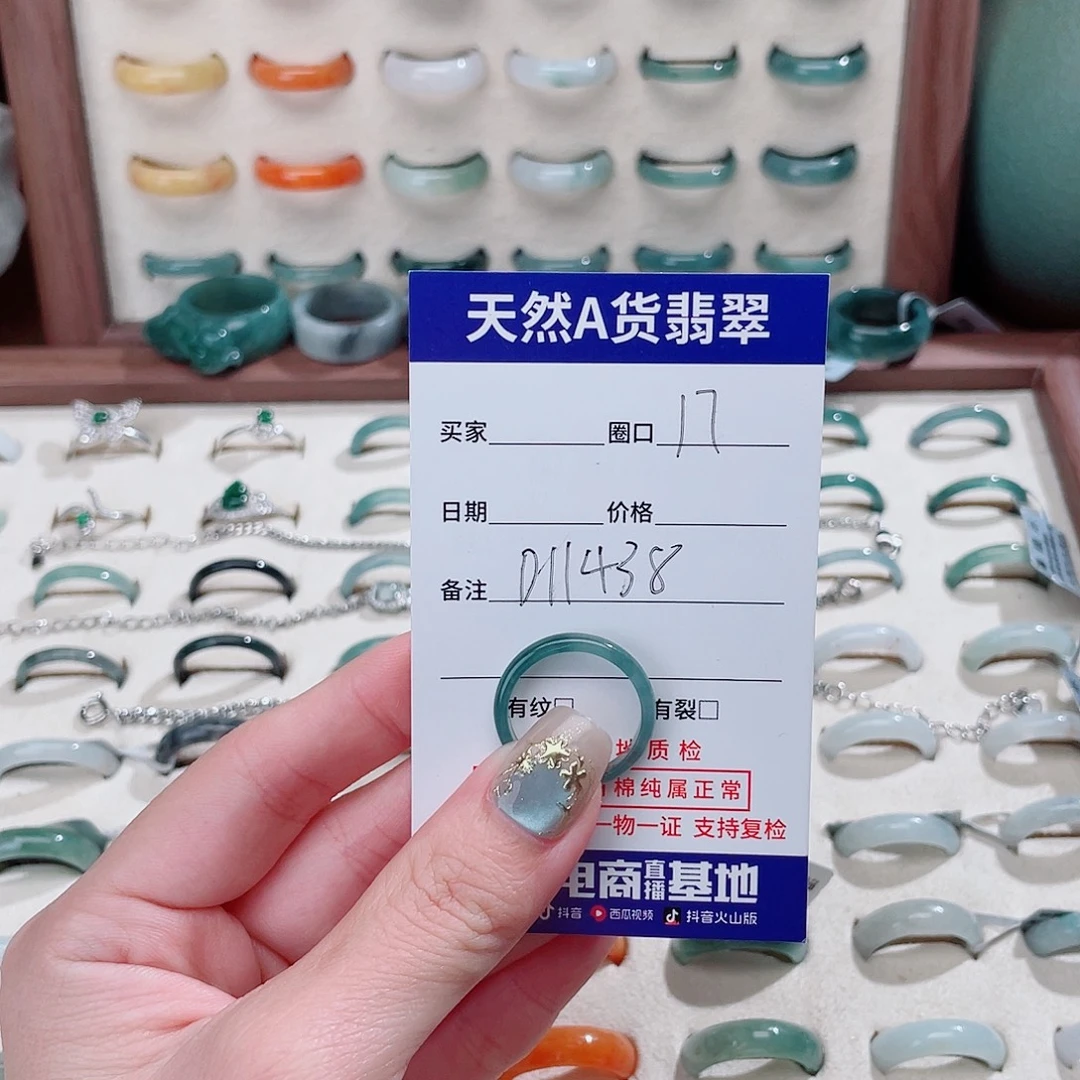 天然A货翡翠
买家 圈口 17
日期 价格
备注 D11438
有纹□ 有裂□
地质检
棉纯属正常
一物一证 支持复检
电商直播基地
抖音 西瓜视频 抖音火山版